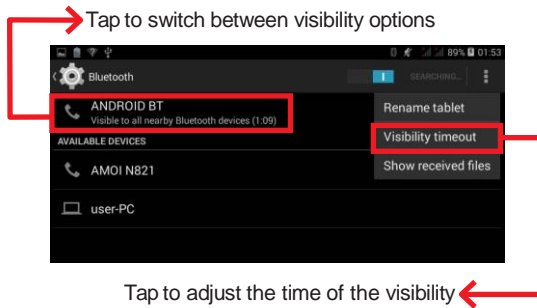 Tap to switch between visibility options
89% 01:53
Bluetooth
SEARCHING...
ANDROID BT
Visible to all nearby Bluetooth devices (1:09)
Rename tablet
AVAILABLE DEVICES
Visibility timeout
AMOI N821
Show received files
user-PC
Tap to adjust the time of the visibility